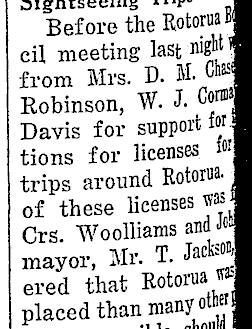 Sightseeing Trips
Before the Rotorua
cil meeting last night
from Mrs. D. M. Chase
Robinson, W. J. Corma
Davis for support for
tions for licenses for
trips around Rotorua.
of these licenses was
Crs. Woolliams and Joh
mayor, Mr. T. Jackson,
ered that Rotorua was
placed than many other
should